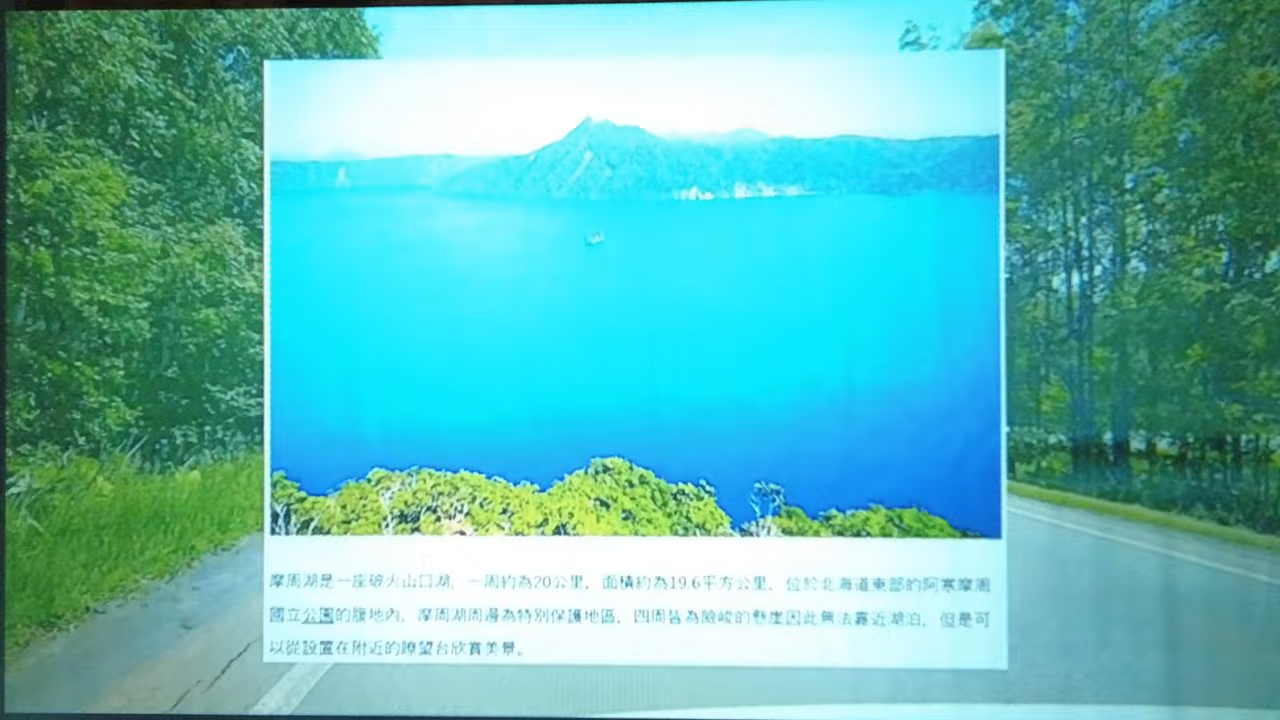 摩周湖是一座破火山口湖，一周約為20公里，面積約為19.6平方公里，位於北海道東部的阿寒摩周
國立公園的腹地內，摩周湖周邊為特別保護地區，四周皆為險峻的懸崖因此無法靠近湖泊，但是可
以從設置在附近的瞭望台欣賞美景。